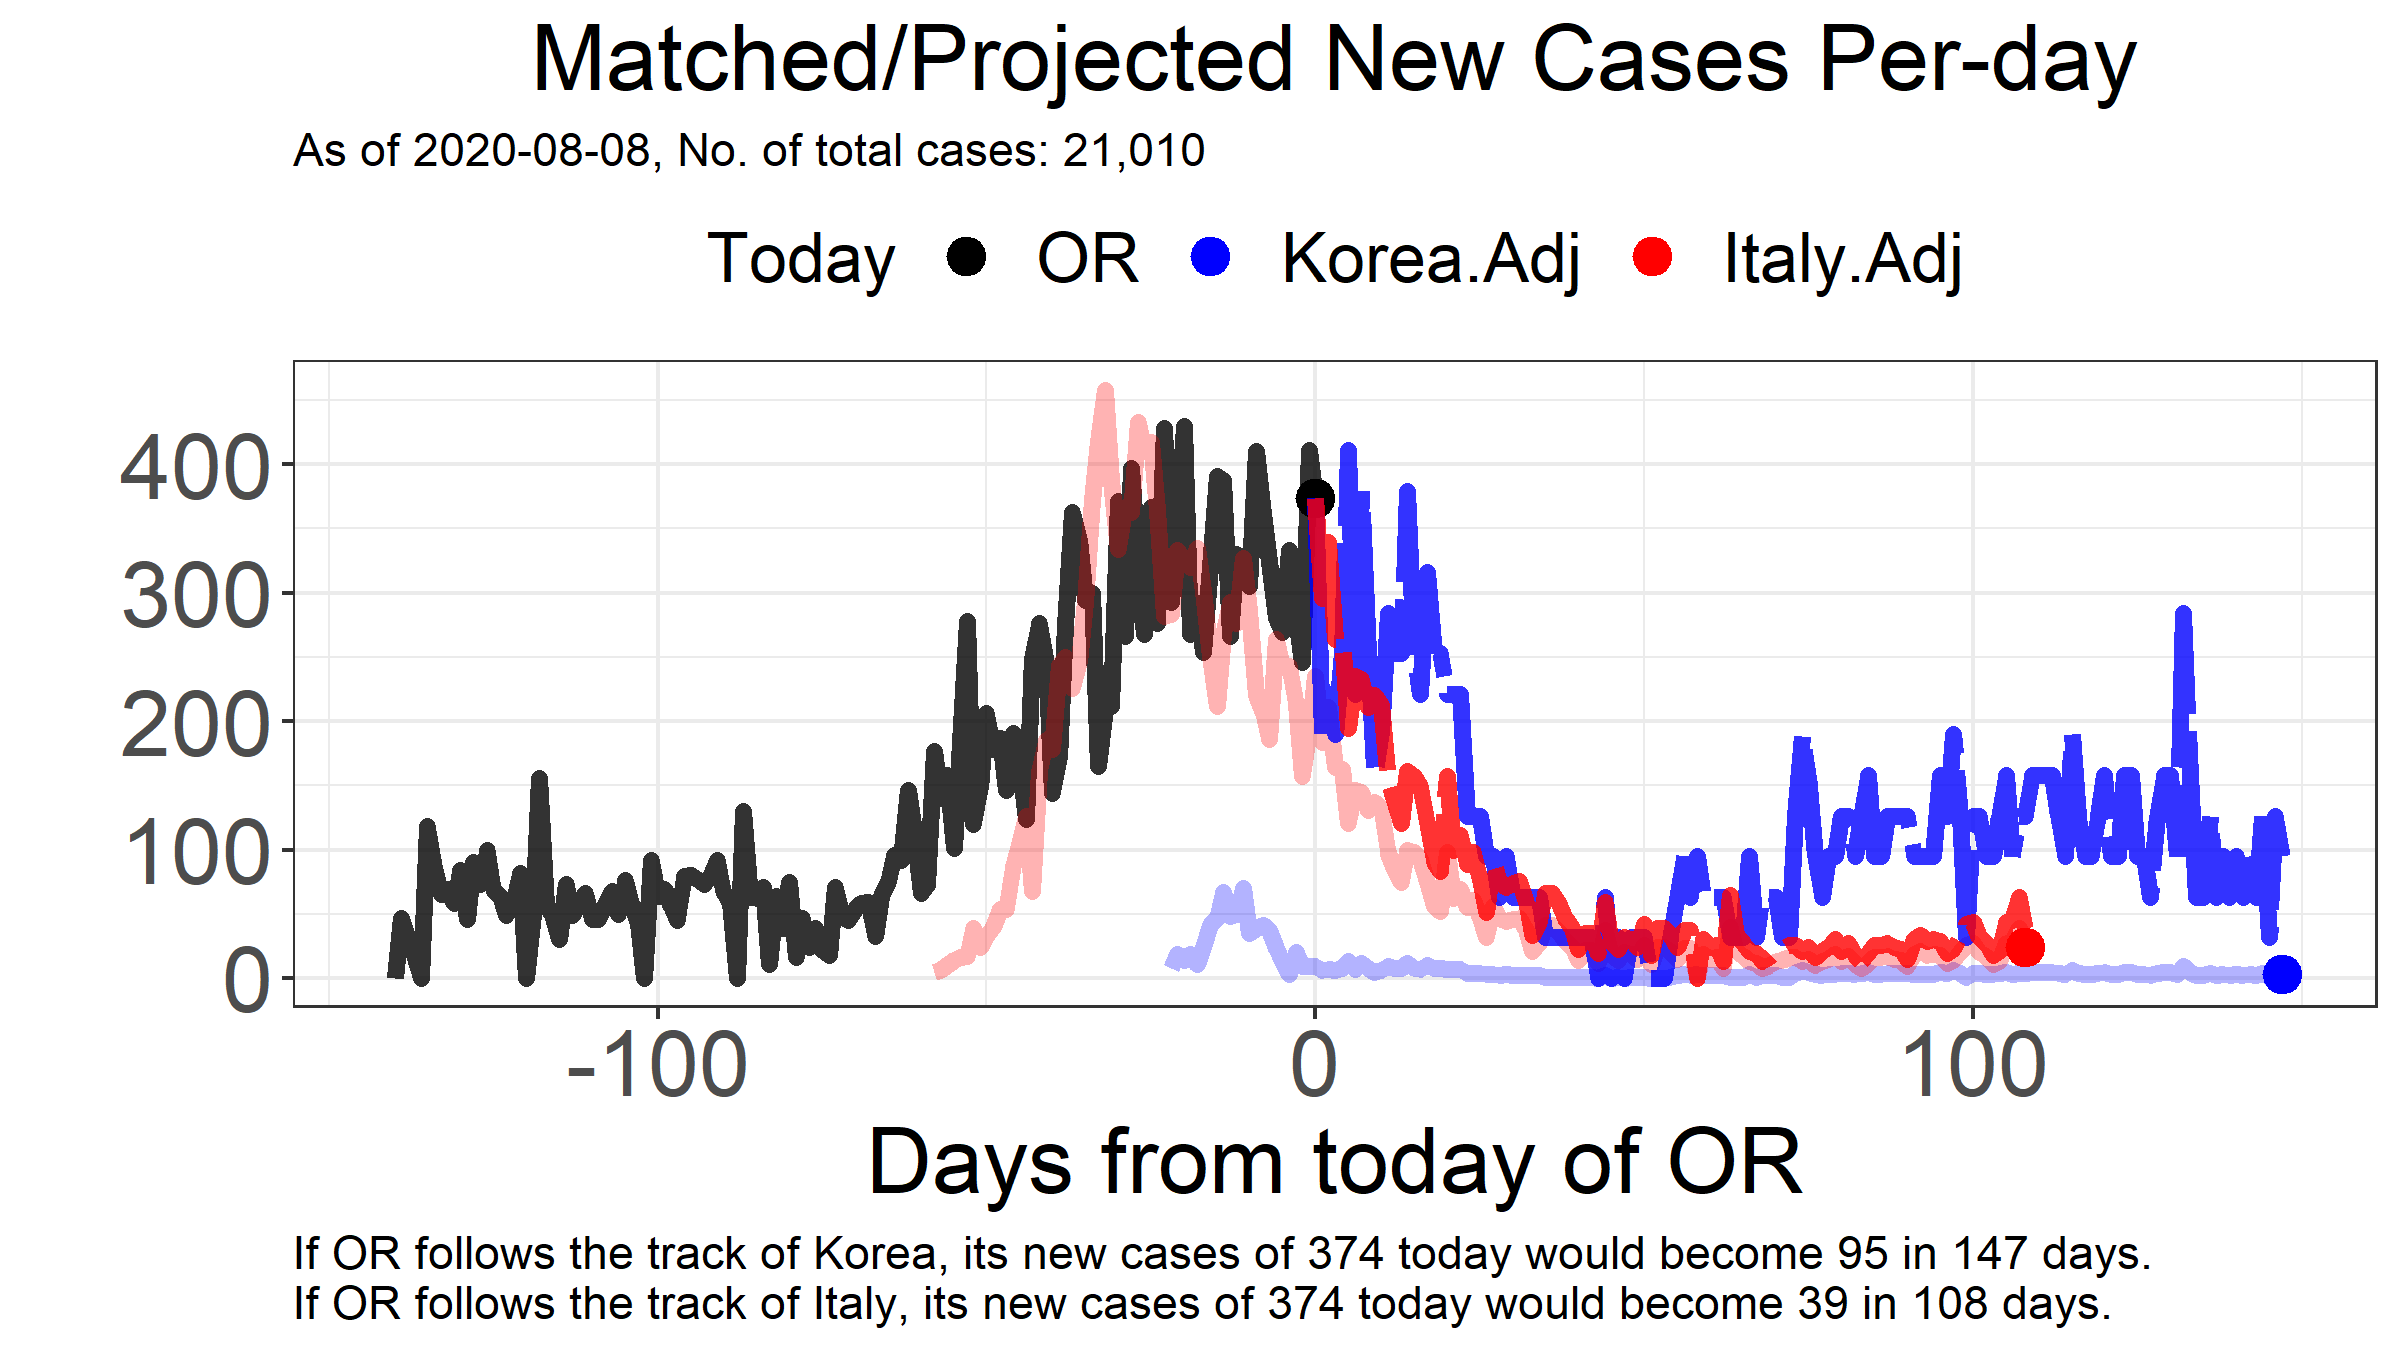 Matched/Projected New Cases Per-day
As of 2020-08-08, No. of total cases: 21,010
Today OR Korea.Adj Italy.Adj
400
300
200
100
0
-100 0 100
Days from today of OR
If OR follows the track of Korea, its new cases of 374 today would become 95 in 147 days.
If OR follows the track of Italy, its new cases of 374 today would become 39 in 108 days.